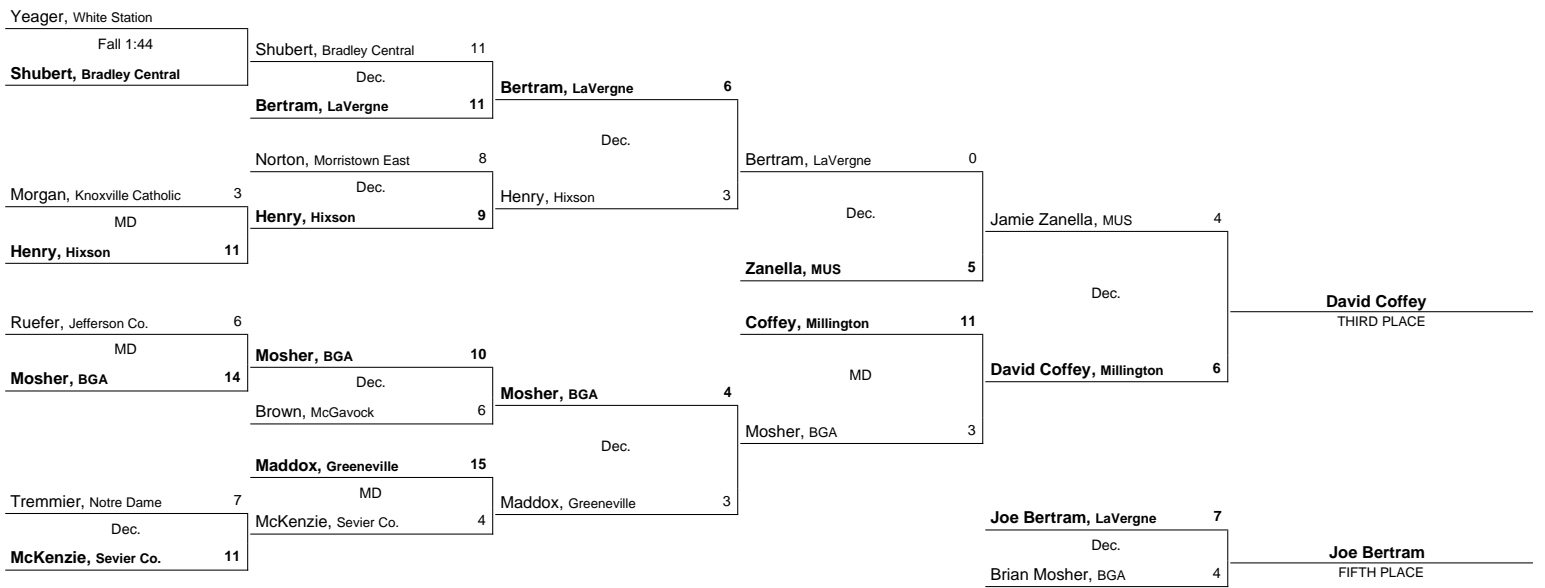 Yeager, White Station
Fall 1:44
Shubert, Bradley Central
Morgan, Knoxville Catholic 3
MD
Henry, Hixson 11
Ruefer, Jefferson Co. 6
MD
Mosher, BGA 14
Tremmier, Notre Dame 7
Dec.
McKenzie, Sevier Co. 11
Shubert, Bradley Central 11
Dec.
Bertram, LaVergne 11
Norton, Morristown East 8
Dec.
Henry, Hixson 9
Mosher, BGA 10
Dec.
Brown, McGavock 6
Maddox, Greeneville 15
MD
McKenzie, Sevier Co. 4
Bertram, LaVergne 6
Dec.
Henry, Hixson 3
Mosher, BGA 4
Dec.
Maddox, Greeneville 3
Bertram, LaVergne 0
Dec.
Zanella, MUS 5
Coffey, Millington 11
MD
Mosher, BGA 3
Jamie Zanella, MUS 4
Dec.
David Coffey, Millington 6
David Coffey
THIRD PLACE
Joe Bertram, LaVergne 7
Dec.
Brian Mosher, BGA 4
Joe Bertram
FIFTH PLACE